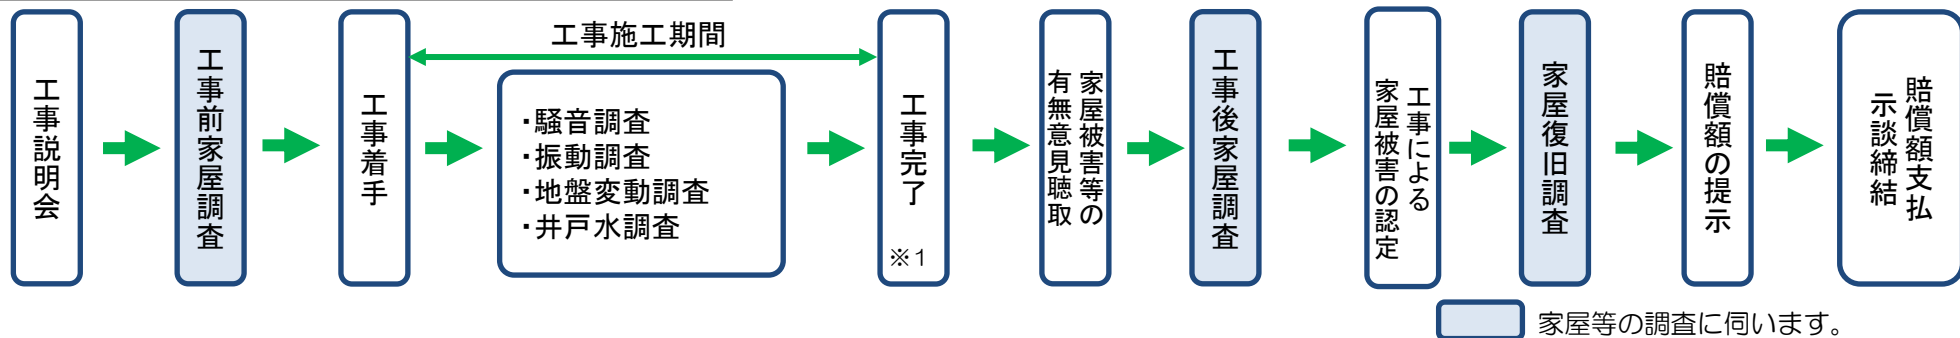 工事説明会
工事前家屋調査
工事着手
工事施工期間
・騒音調査
・振動調査
・地盤変動調査
・井戸水調査
工事完了
※1
家屋被害等の
有無意見聴取
工事後家屋調査
工事による
家屋被害の認定
家屋復旧調査
賠償額の提示
賠償額支払
示談締結
家屋等の調査に伺います。